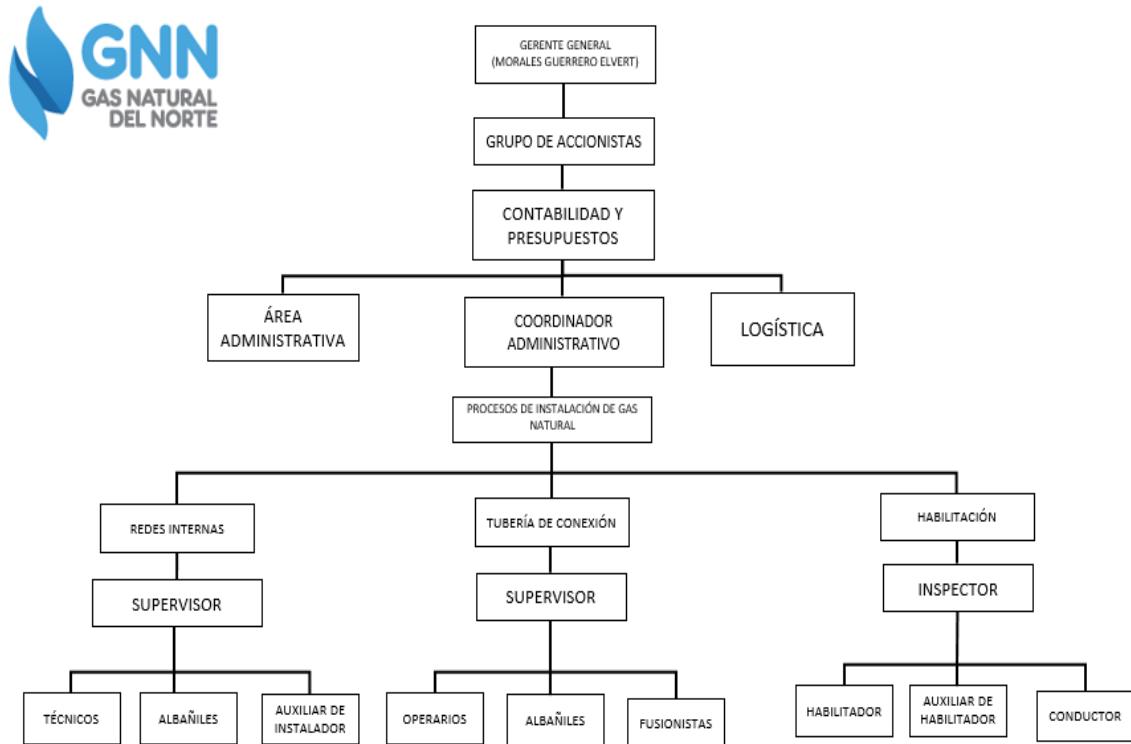 GNN
GAS NATURAL
DEL NORTE
GERENTE GENERAL
(MORALES GUERRERO ELVERT)
GRUPO DE ACCIONISTAS
CONTABILIDAD Y
PRESUPUESTOS
ÁREA
ADMINISTRATIVA
COORDINADOR
ADMINISTRATIVO
LOGÍSTICA
PROCESOS DE INSTALACIÓN DE GAS
NATURAL
REDES INTERNAS
TUBERÍA DE CONEXIÓN
HABILITACIÓN
SUPERVISOR
SUPERVISOR
INSPECTOR
TÉCNICOS
ALBAÑILES
AUXILIAR DE
INSTALADOR
OPERARIOS
ALBAÑILES
FUSIONISTAS
HABILITADOR
AUXILIAR DE
HABILITADOR
CONDUCTOR